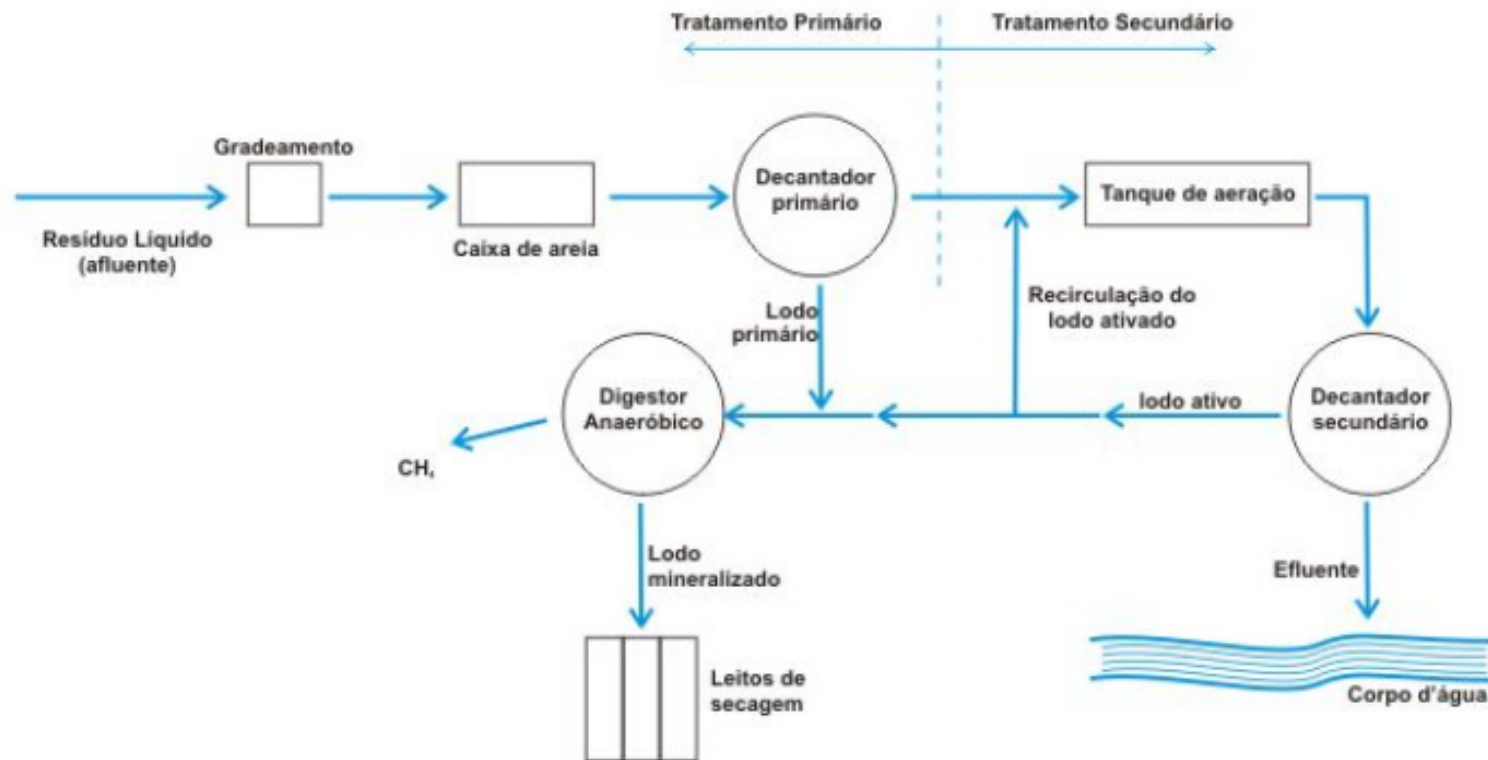 Tratamento Primário
Tratamento Secundário
Gradeamento
Resíduo Líquido
(afluente)
Caixa de areia
Decantador
primário
Tanque de aeração
Lodo
primário
Recirculação do
lodo ativado
Digestor
Anaeróbico
lodo ativo
Decantador
secundário
CH₄
Lodo
mineralizado
Efluente
Leitos de
secagem
Corpo d'água